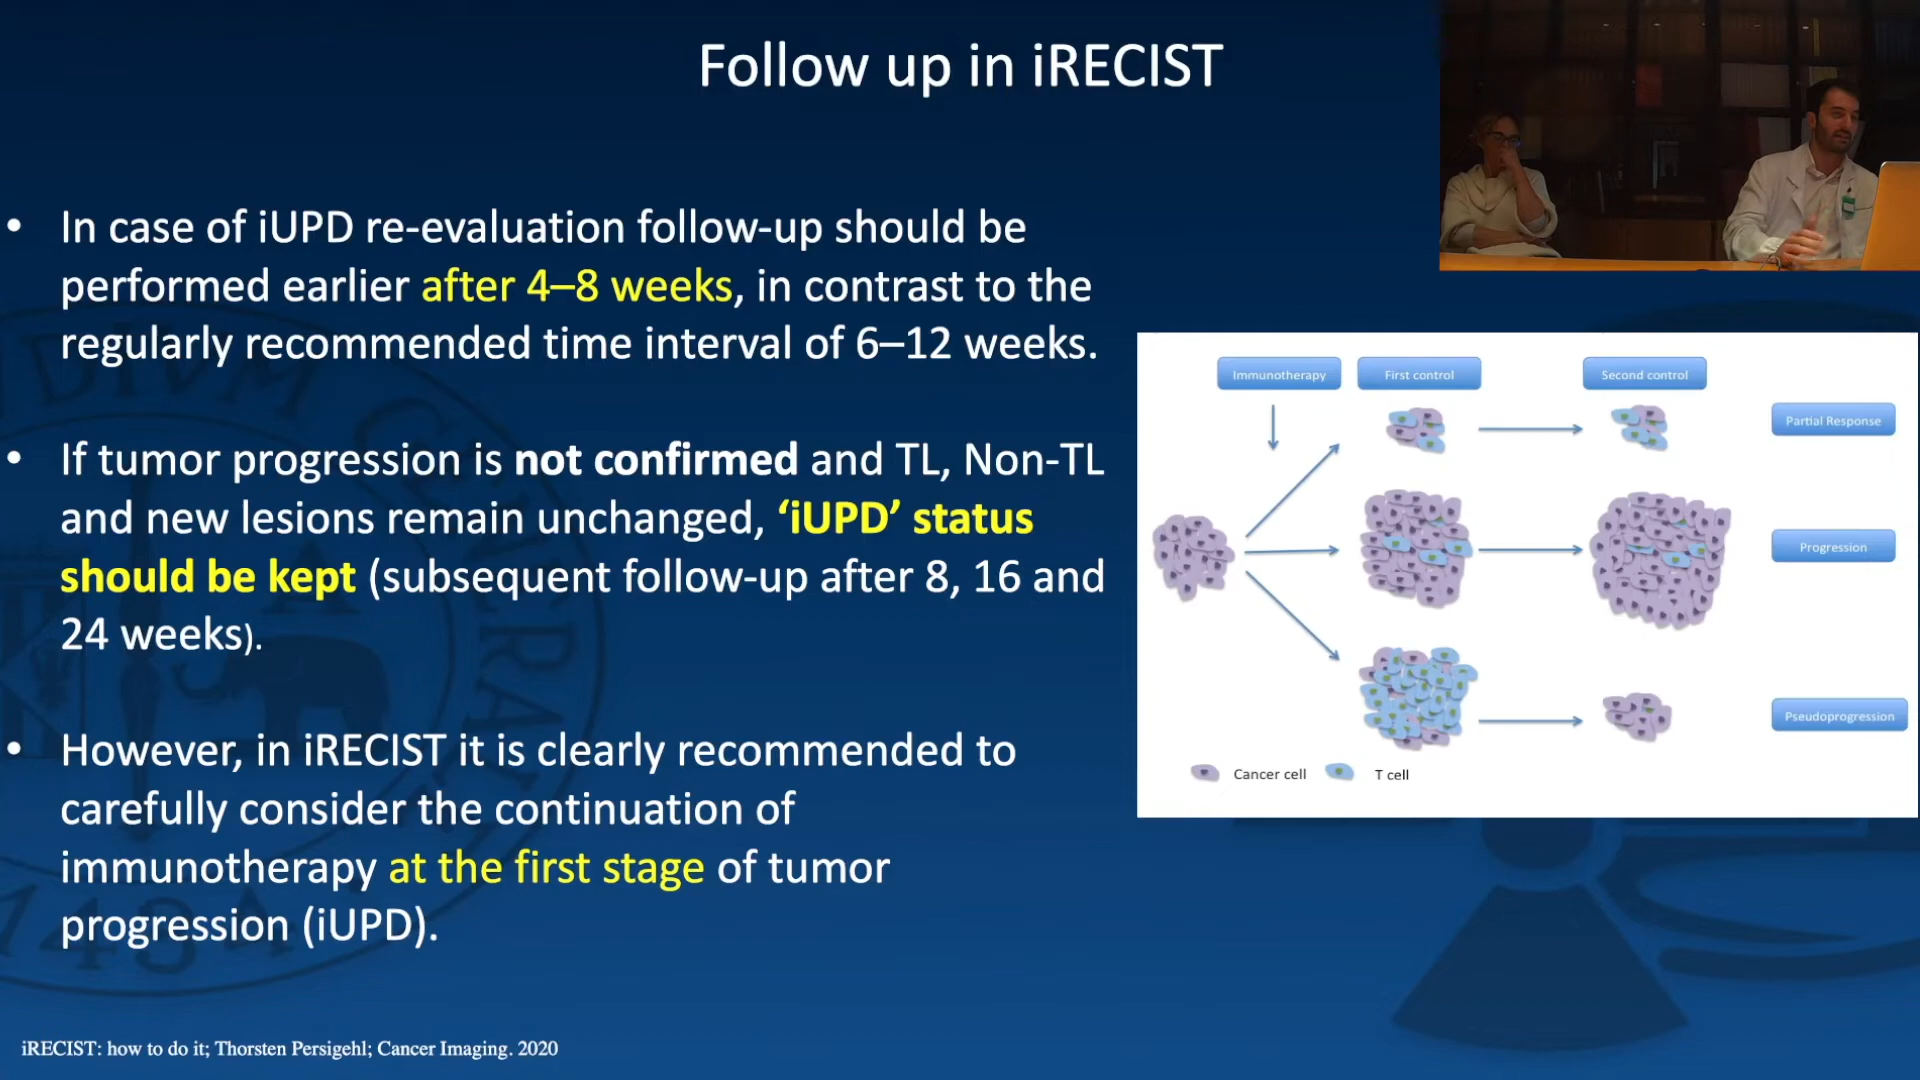 Follow up in iRECIST
• In case of iUPD re-evaluation follow-up should be
performed earlier after 4–8 weeks, in contrast to the
regularly recommended time interval of 6–12 weeks.
• If tumor progression is not confirmed and TL, Non-TL
and new lesions remain unchanged, ‘iUPD’ status
should be kept (subsequent follow-up after 8, 16 and
24 weeks).
• However, in iRECIST it is clearly recommended to
carefully consider the continuation of
immunotherapy at the first stage of tumor
progression (iUPD).
iRECIST: how to do it; Thorsten Persigehl; Cancer Imaging. 2020
Immunotherapy
First control
Second control
Partial Response
Progression
Pseudoprogression
Cancer cell
T cell